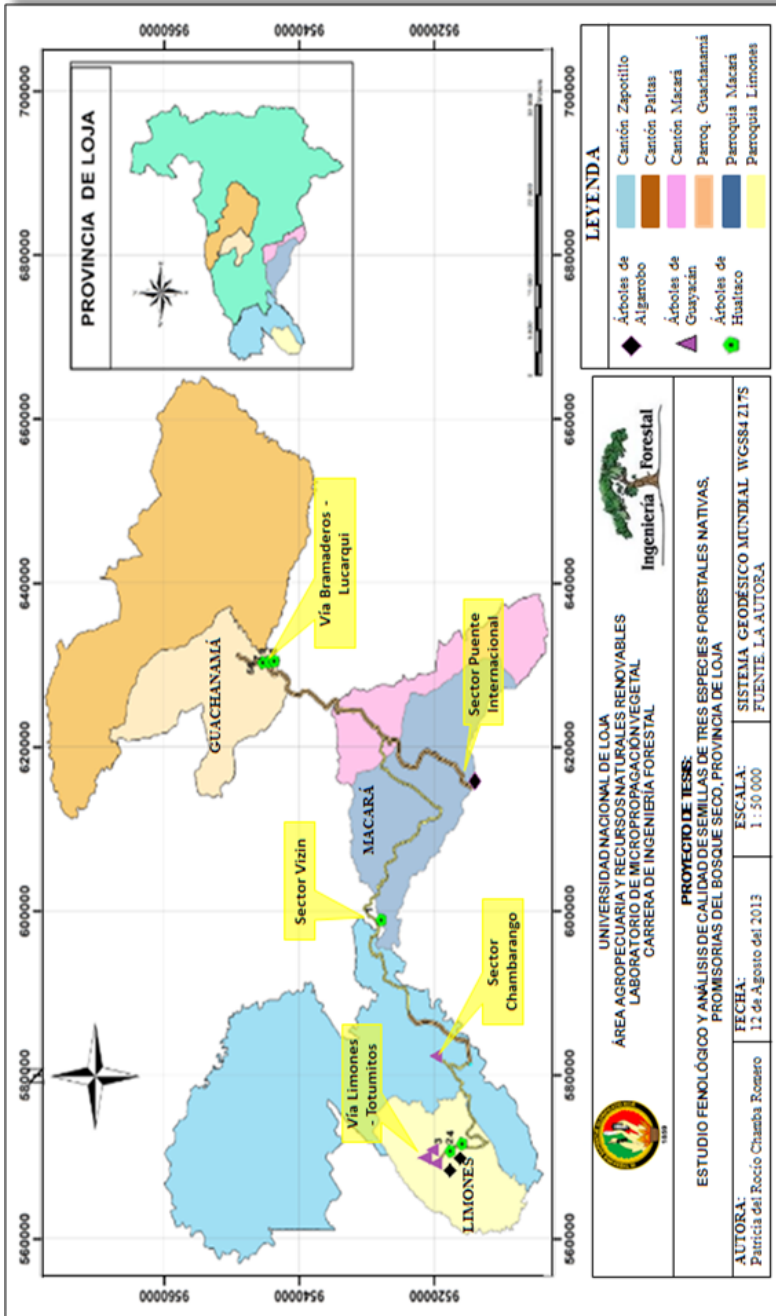 560000
580000
600000
620000
640000
660000
680000
700000
9560000
9540000
9520000
9560000
9540000
9520000
PROVINCIA DE LOJA
GUACHANAMÁ
Vía Bramaderos -
Lucarqui
MACARÁ
Sector Puente
Internacional
Sector Vizin
Sector
Chambarango
Vía Limones
- Totumitos
3
24
LIMONES
LEYENDA
Árboles de
Algarrobo
Árboles de
Guayacán
Árboles de
Hualtaco
Cantón Zapotillo
Cantón Paltas
Cantón Macará
Parroq. Guachanamá
Parroquia Macará
Parroquia Limones
1859
UNIVERSIDAD NACIONAL DE LOJA
ÁREA AGROPECUARIA Y RECURSOS NATURALES RENOVABLES
LABORATORIO DE MICROPROPAGACIÓN VEGETAL
CARRERA DE INGENIERÍA FORESTAL
Ingeniería Forestal
PROYECTO DE TESIS:
ESTUDIO FENOLÓGICO Y ANÁLISIS DE CALIDAD DE SEMILLAS DE TRES ESPECIES FORESTALES NATIVAS,
PROMISORIAS DEL BOSQUE SECO, PROVINCIA DE LOJA
AUTORA:
Patricia del Rocío Chamba Romero
FECHA:
12 de Agosto del 2013
ESCALA:
1 : 50 000
SISTEMA GEODÉSICO MUNDIAL WGS84 Z17S
FUENTE. LA AUTORA